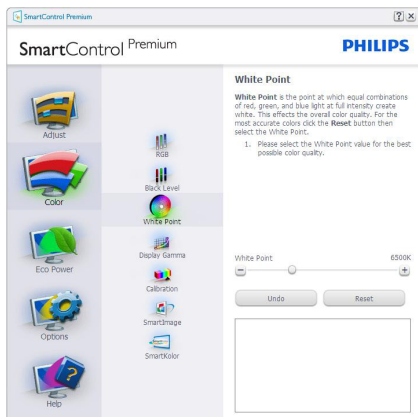 SmartControl Premium
SmartControl Premium
PHILIPS
Adjust
Color
Eco Power
Options
Help
RGB
Black Level
White Point
Display Gamma
Calibration
SmartImage
SmartKolor
White Point
White Point is the point at which equal combinations
of red, green, and blue light at full intensity create
white. This effects the overall color quality. For the
most accurate colors click the Reset button then
select the White Point.
1. Please select the White Point value for the best
possible color quality.
White Point 6500K
Undo Reset